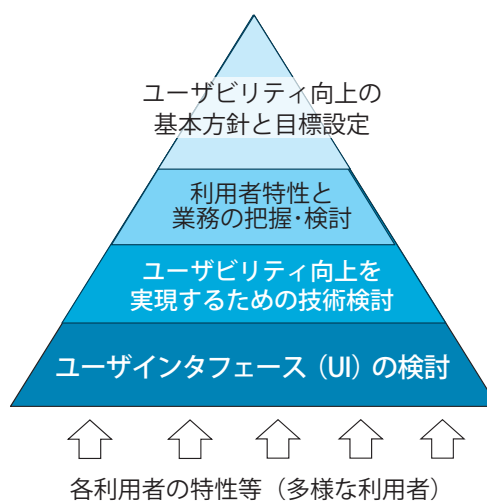 ユーザビリティ向上の
基本方針と目標設定
利用者特性と
業務の把握・検討
ユーザビリティ向上を
実現するための技術検討
ユーザインタフェース（UI）の検討
各利用者の特性等（多様な利用者）